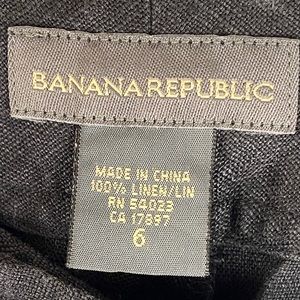 BANANA REPUBLIC
MADE IN CHINA
100% LINEN/LIN
RN 54023
CA 17897
6